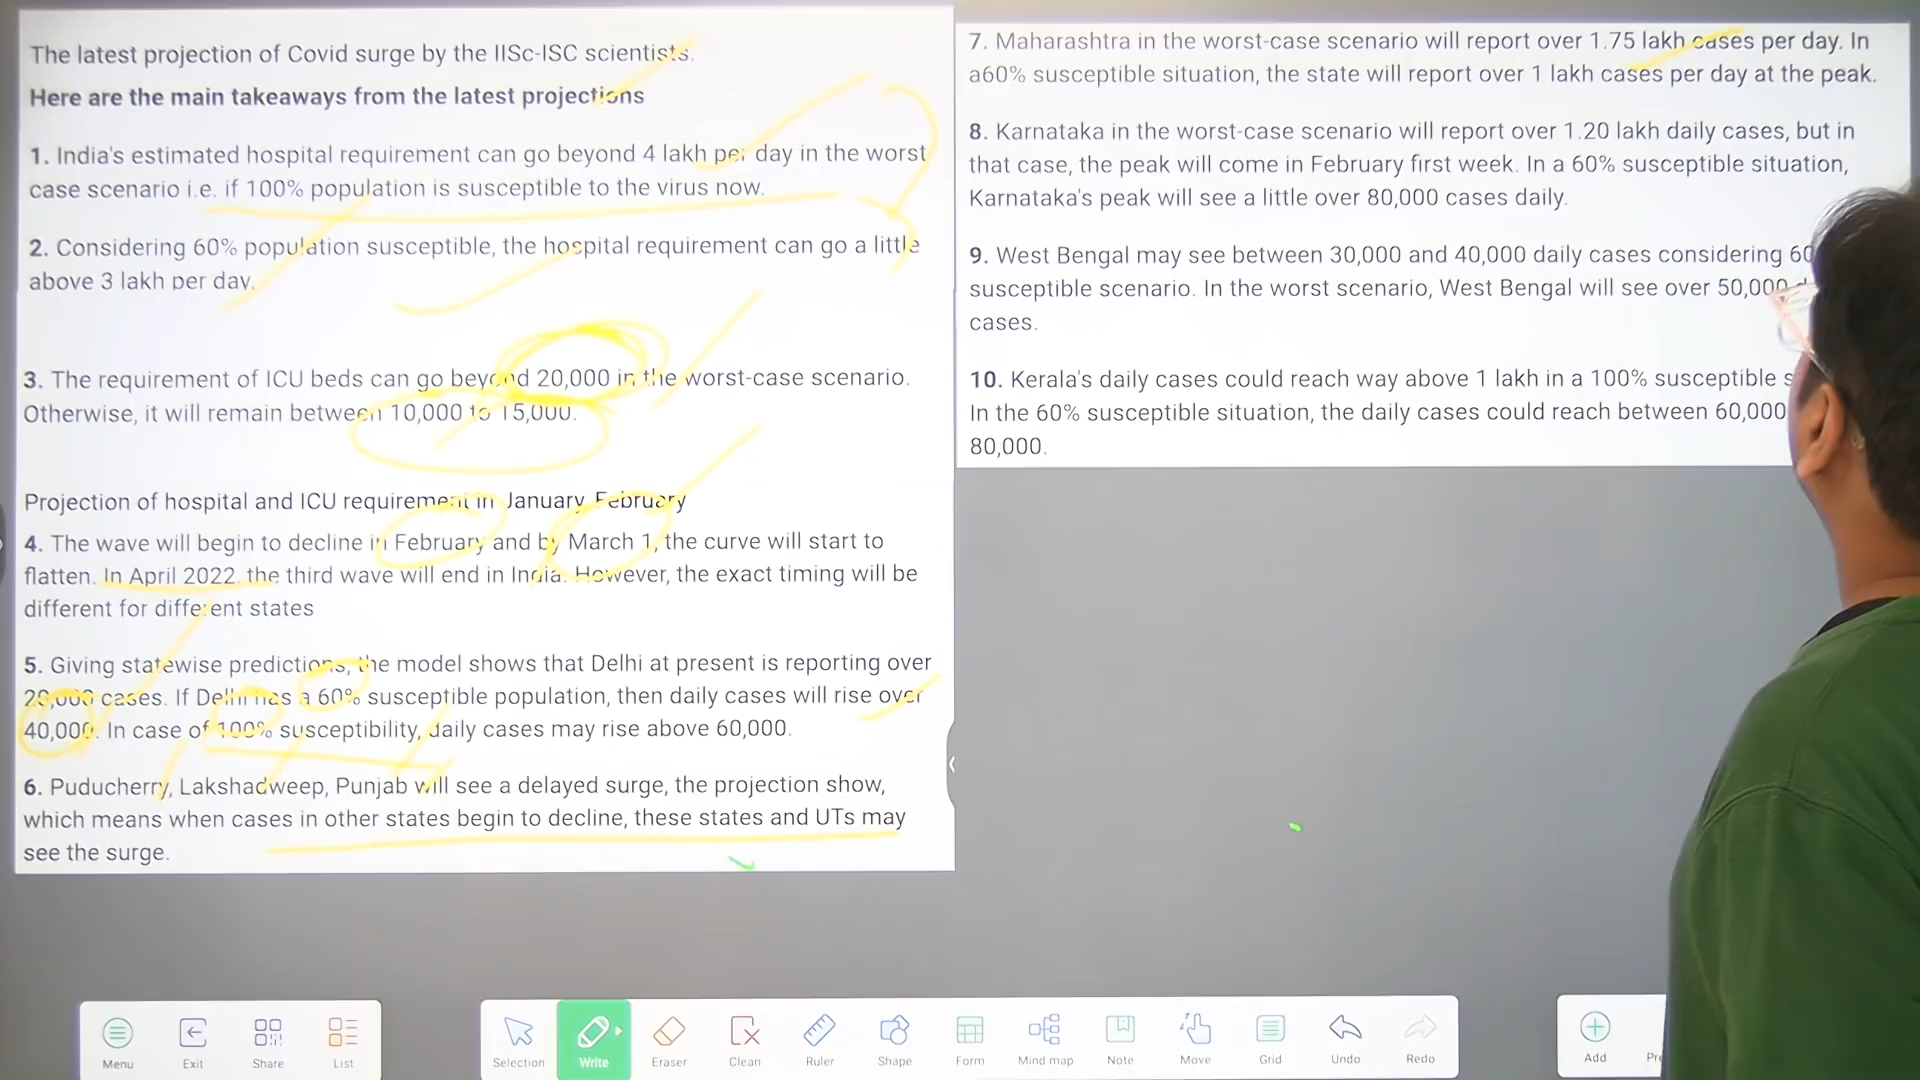 The latest projection of Covid surge by the IISc-ISC scientists.
Here are the main takeaways from the latest projections
1. India's estimated hospital requirement can go beyond 4 lakh per day in the worst
case scenario i.e. if 100% population is susceptible to the virus now.
2. Considering 60% population susceptible, the hospital requirement can go a little
above 3 lakh per day.
3. The requirement of ICU beds can go beyond 20,000 in the worst-case scenario.
Otherwise, it will remain between 10,000 to 15,000.
Projection of hospital and ICU requirement in January, February
4. The wave will begin to decline in February and by March 1, the curve will start to
flatten. In April 2022, the third wave will end in India. However, the exact timing will be
different for different states
5. Giving statewise predictions, the model shows that Delhi at present is reporting over
20,000 cases. If Delhi has a 60% susceptible population, then daily cases will rise over
40,000. In case of 100% susceptibility, daily cases may rise above 60,000.
6. Puducherry, Lakshadweep, Punjab will see a delayed surge, the projection show,
which means when cases in other states begin to decline, these states and UTs may
see the surge.
7. Maharashtra in the worst-case scenario will report over 1.75 lakh cases per day. In
a60% susceptible situation, the state will report over 1 lakh cases per day at the peak.
8. Karnataka in the worst-case scenario will report over 1.20 lakh daily cases, but in
that case, the peak will come in February first week. In a 60% susceptible situation,
Karnataka's peak will see a little over 80,000 cases daily.
9. West Bengal may see between 30,000 and 40,000 daily cases considering 60
susceptible scenario. In the worst scenario, West Bengal will see over 50,000
cases.
10. Kerala's daily cases could reach way above 1 lakh in a 100% susceptible
In the 60% susceptible situation, the daily cases could reach between 60,000
80,000.
Menu Exit Share List Selection Write Eraser Clean Ruler Shape Form Mind map Note Move Grid Undo Redo Add